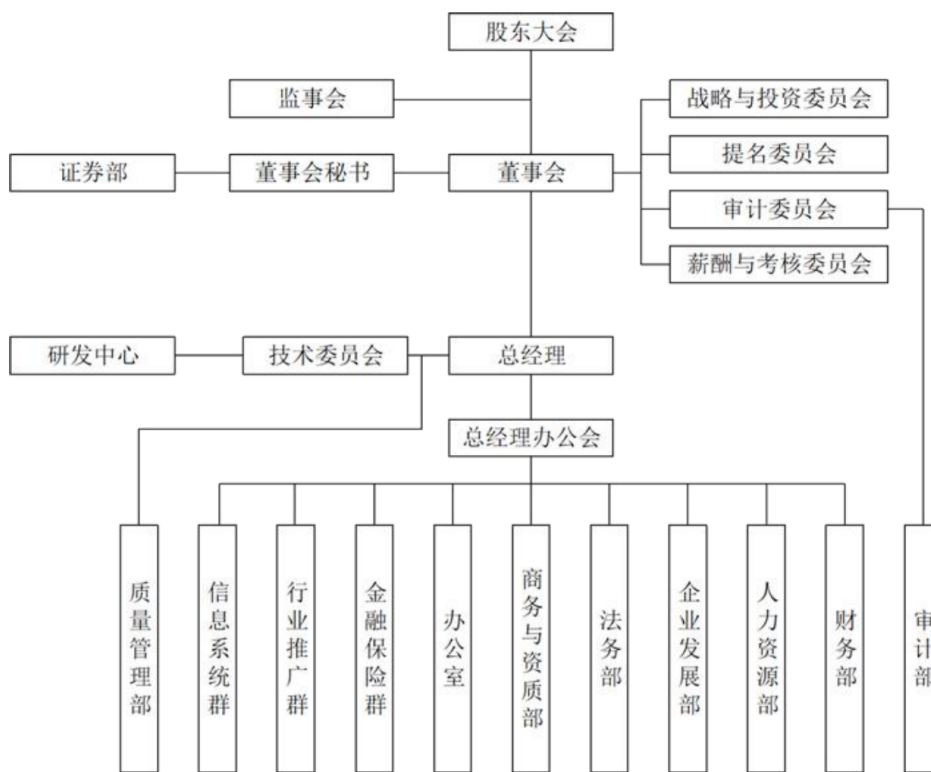 股东大会
监事会
战略与投资委员会
提名委员会
证券部
董事会秘书
董事会
审计委员会
薪酬与考核委员会
研发中心
技术委员会
总经理
总经理办公会
质量管理部
信息系统群
行业推广群
金融保险群
办公室
商务与资质部
法务部
企业发展部
人力资源部
财务部
审计部